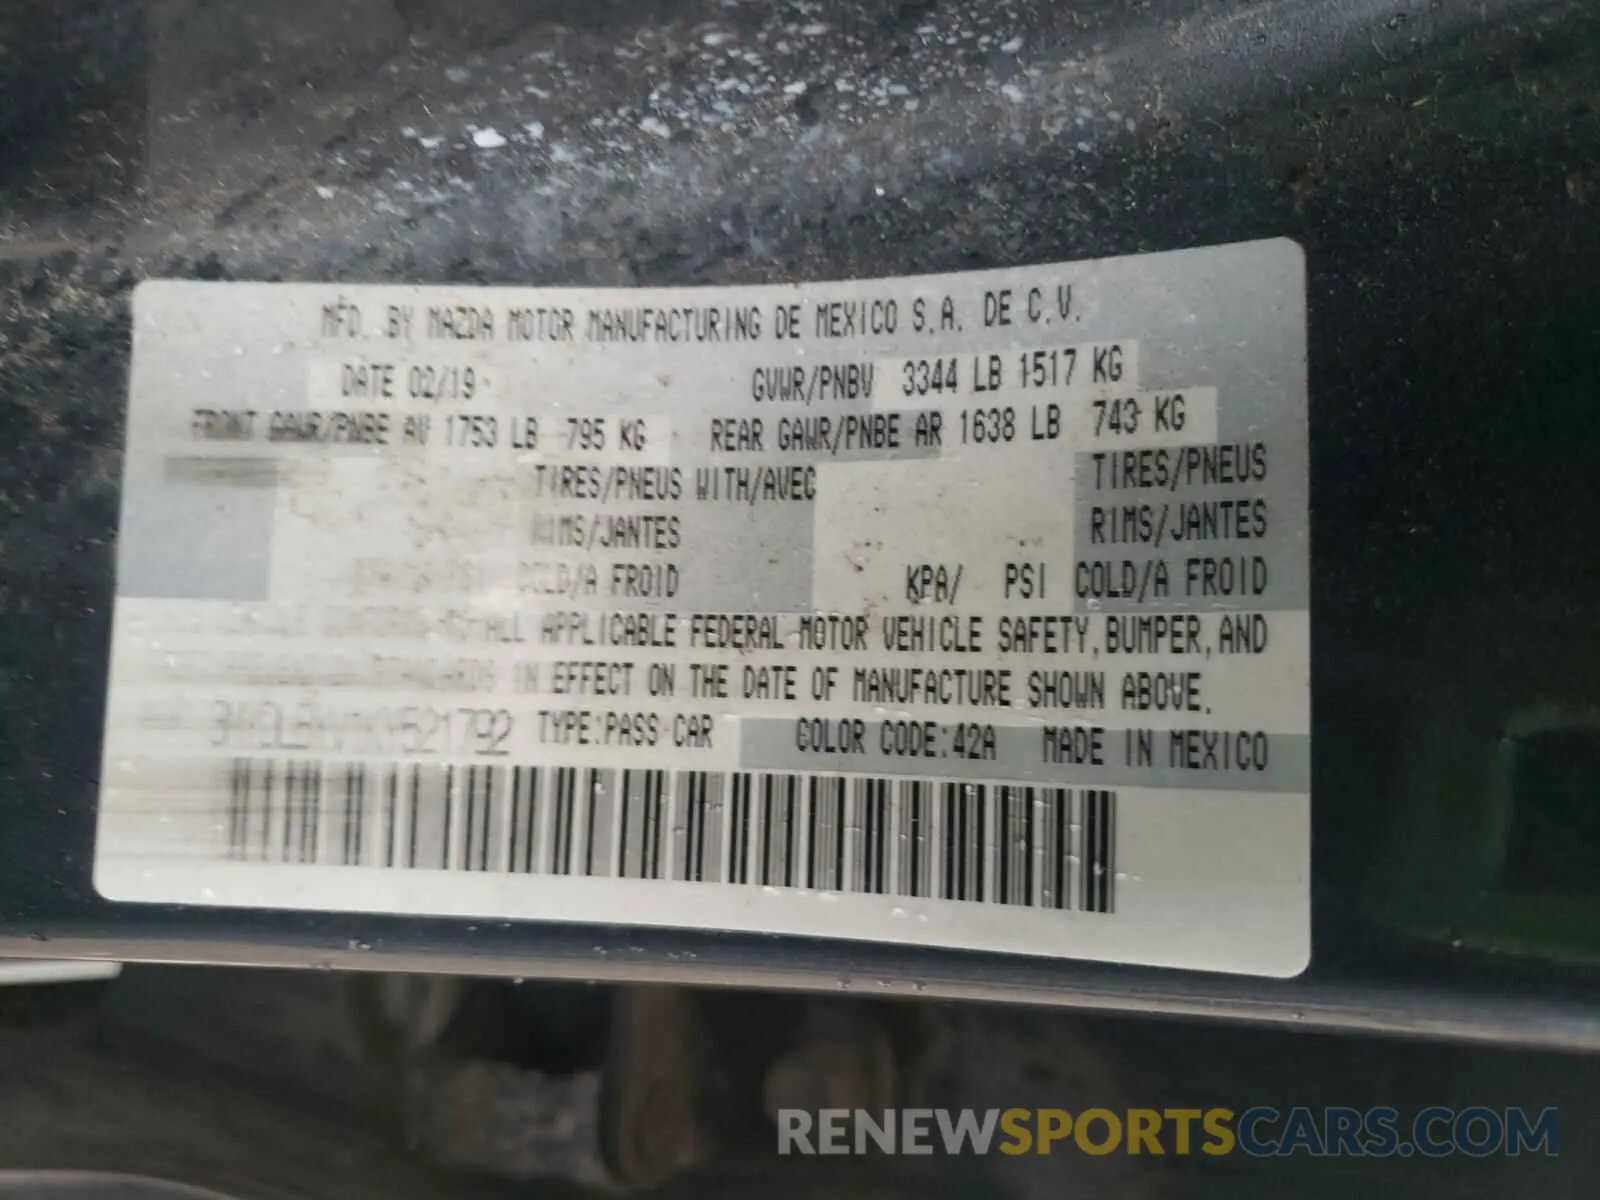 MFD. BY MAZDA MOTOR MANUFACTURING DE MEXICO S.A. DE C.V.
DATE 02/19 GVWR/PNBV 3344 LB 1517 KG
FRONT GAWR/PNBE AV 1753 LB 795 KG REAR GAWR/PNBE AR 1638 LB 743 KG
TIRES/PNEUS WITH/AVEC TIRES/PNEUS
RIMS/JANTES RIMS/JANTES
PSI COLD/A FROID KPA/ PSI COLD/A FROID
ALL APPLICABLE FEDERAL MOTOR VEHICLE SAFETY, BUMPER, AND
STANDARDS IN EFFECT ON THE DATE OF MANUFACTURE SHOWN ABOVE.
TYPE:PASS CAR COLOR CODE:42A MADE IN MEXICO
RENEWSPORTSCARS.COM